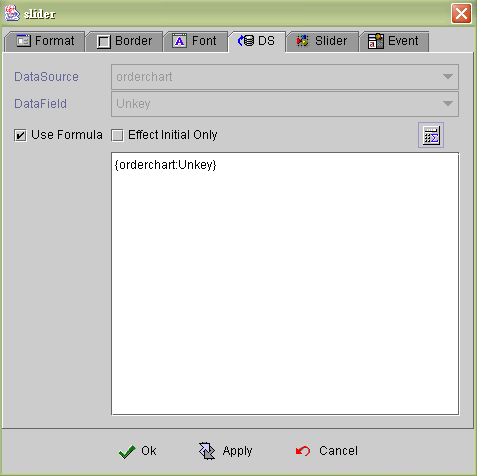 slider
Format Border Font DS Slider Event
DataSource orderchart
DataField Unkey
Use Formula Effect Initial Only
{orderchart:Unkey}
Ok Apply Cancel